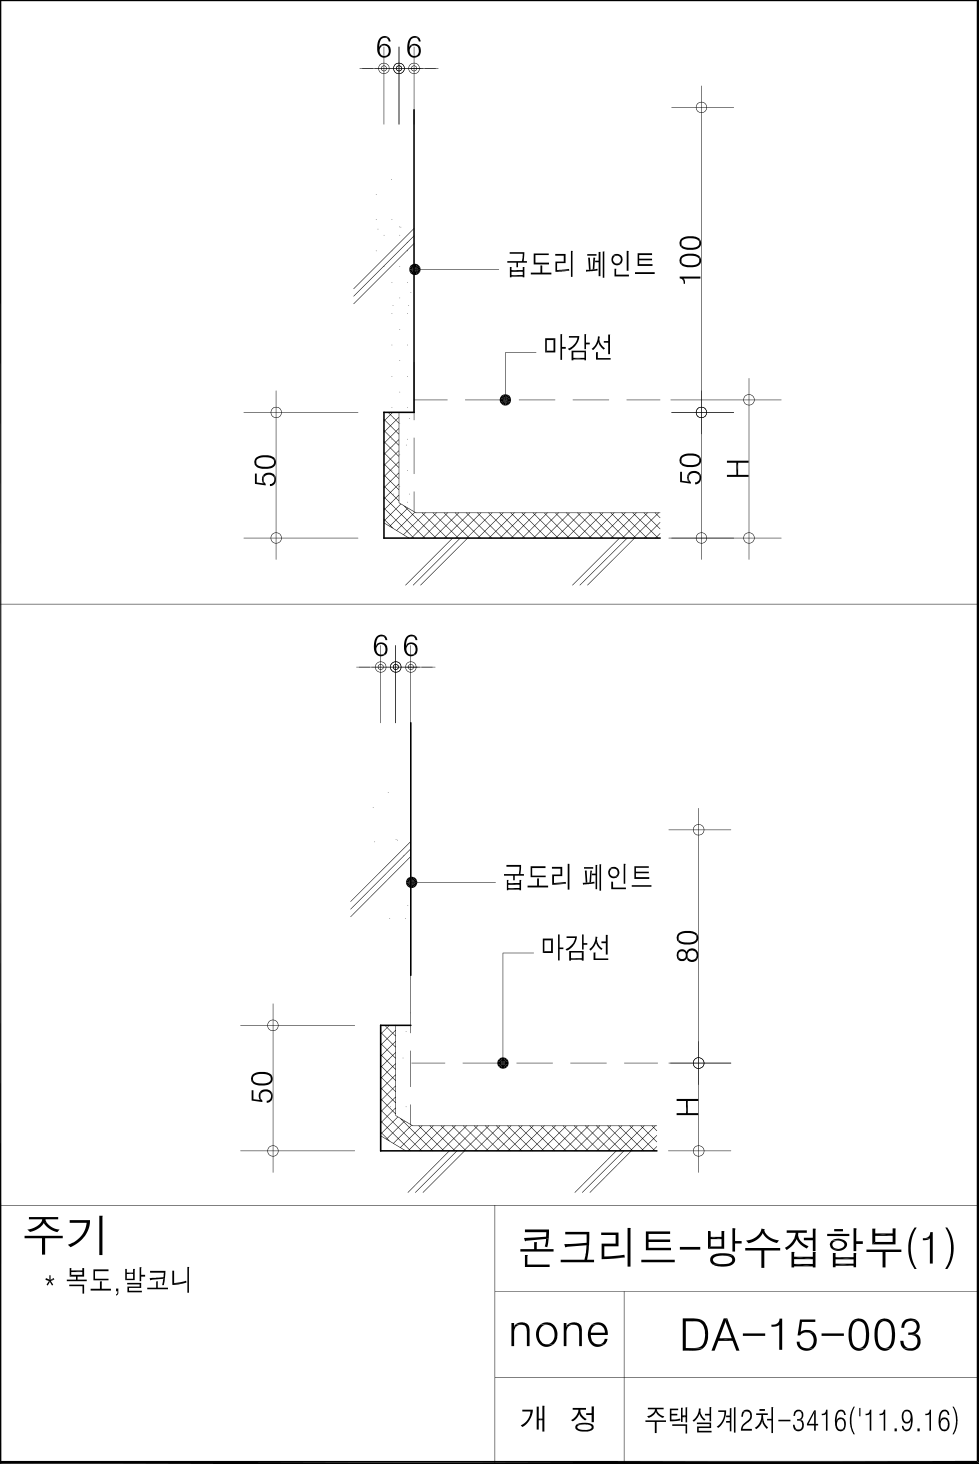 6 6
굽도리 페인트
100
마감선
50
50
H
6 6
굽도리 페인트
80
마감선
50
H
주기
* 복도,발코니
콘크리트-방수접합부(1)
none
DA-15-003
개 정
주택설계2처-3416('11.9.16)